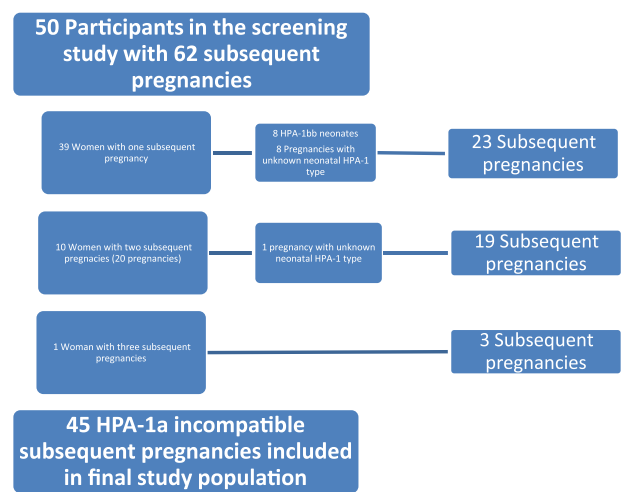 50 Participants in the screening
study with 62 subsequent
pregnancies
39 Women with one subsequent
pregnancy
8 HPA-1bb neonates
8 Pregnancies with
unknown neonatal HPA-1
type
23 Subsequent
pregnancies
10 Women with two subsequent
pregnacies (20 pregnancies)
1 pregnancy with unknown
neonatal HPA-1 type
19 Subsequent
pregnancies
1 Woman with three subsequent
pregnancies
3 Subsequent
pregnancies
45 HPA-1a incompatible
subsequent pregnancies included
in final study population